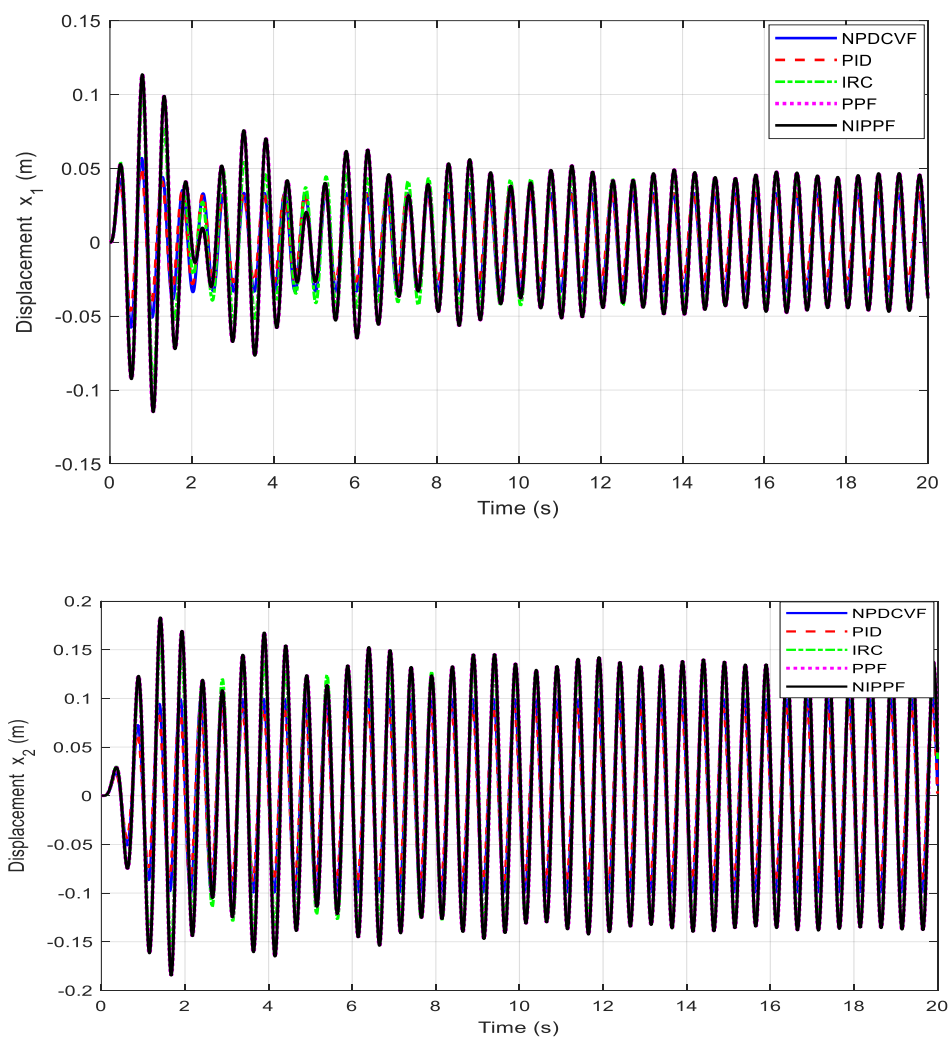 0.15
0.1
0.05
0
-0.05
-0.1
-0.15
Displacement x1 (m)
NPDCVF
PID
IRC
PPF
NIPPF
0 2 4 6 8 10 12 14 16 18 20
Time (s)
0.2
0.15
0.1
0.05
0
-0.05
-0.1
-0.15
-0.2
Displacement x2 (m)
NPDCVF
PID
IRC
PPF
NIPPF
0 2 4 6 8 10 12 14 16 18 20
Time (s)